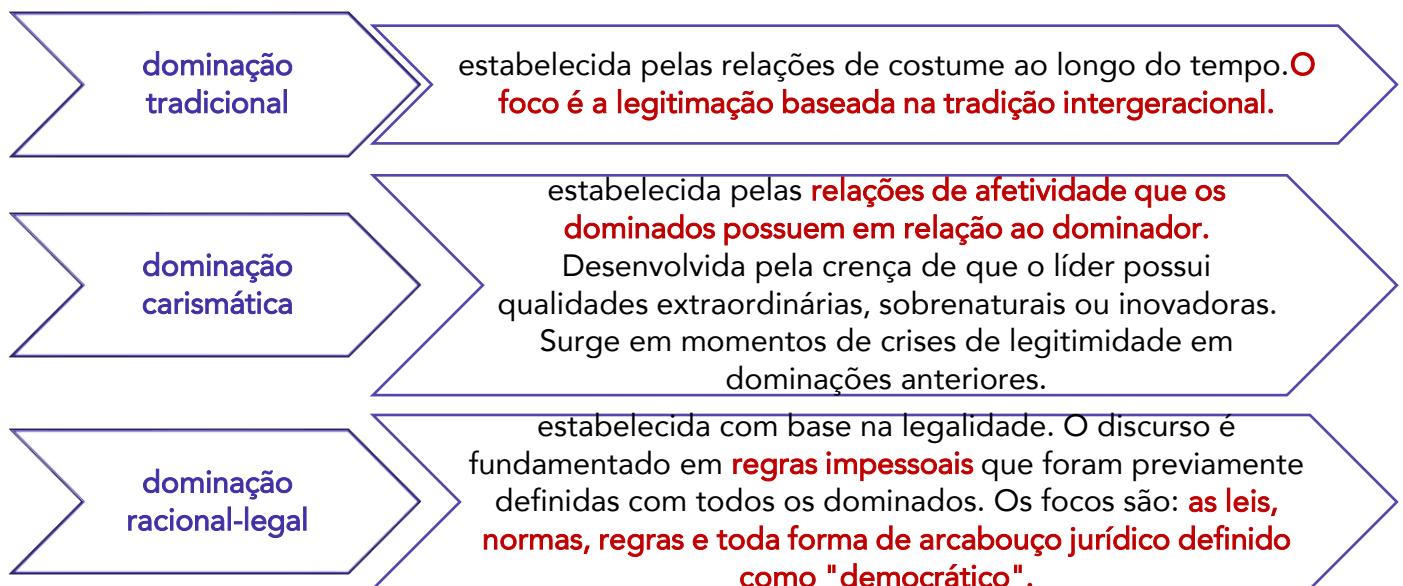 dominação
tradicional
estabelecida pelas relações de costume ao longo do tempo.O
foco é a legitimação baseada na tradição intergeracional.
dominação
carismática
estabelecida pelas relações de afetividade que os
dominados possuem em relação ao dominador.
Desenvolvida pela crença de que o líder possui
qualidades extraordinárias, sobrenaturais ou inovadoras.
Surge em momentos de crises de legitimidade em
dominações anteriores.
dominação
racional-legal
estabelecida com base na legalidade. O discurso é
fundamentado em regras impessoais que foram previamente
definidas com todos os dominados. Os focos são: as leis,
normas, regras e toda forma de arcabouço jurídico definido
como "democrático".